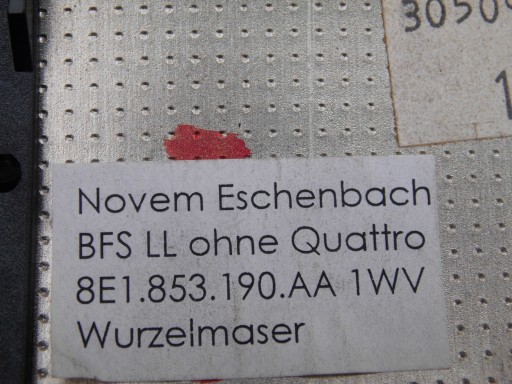 Novem Eschenbach
BFS LL ohne Quattro
8E1.853.190.AA 1WV
Wurzelmaser